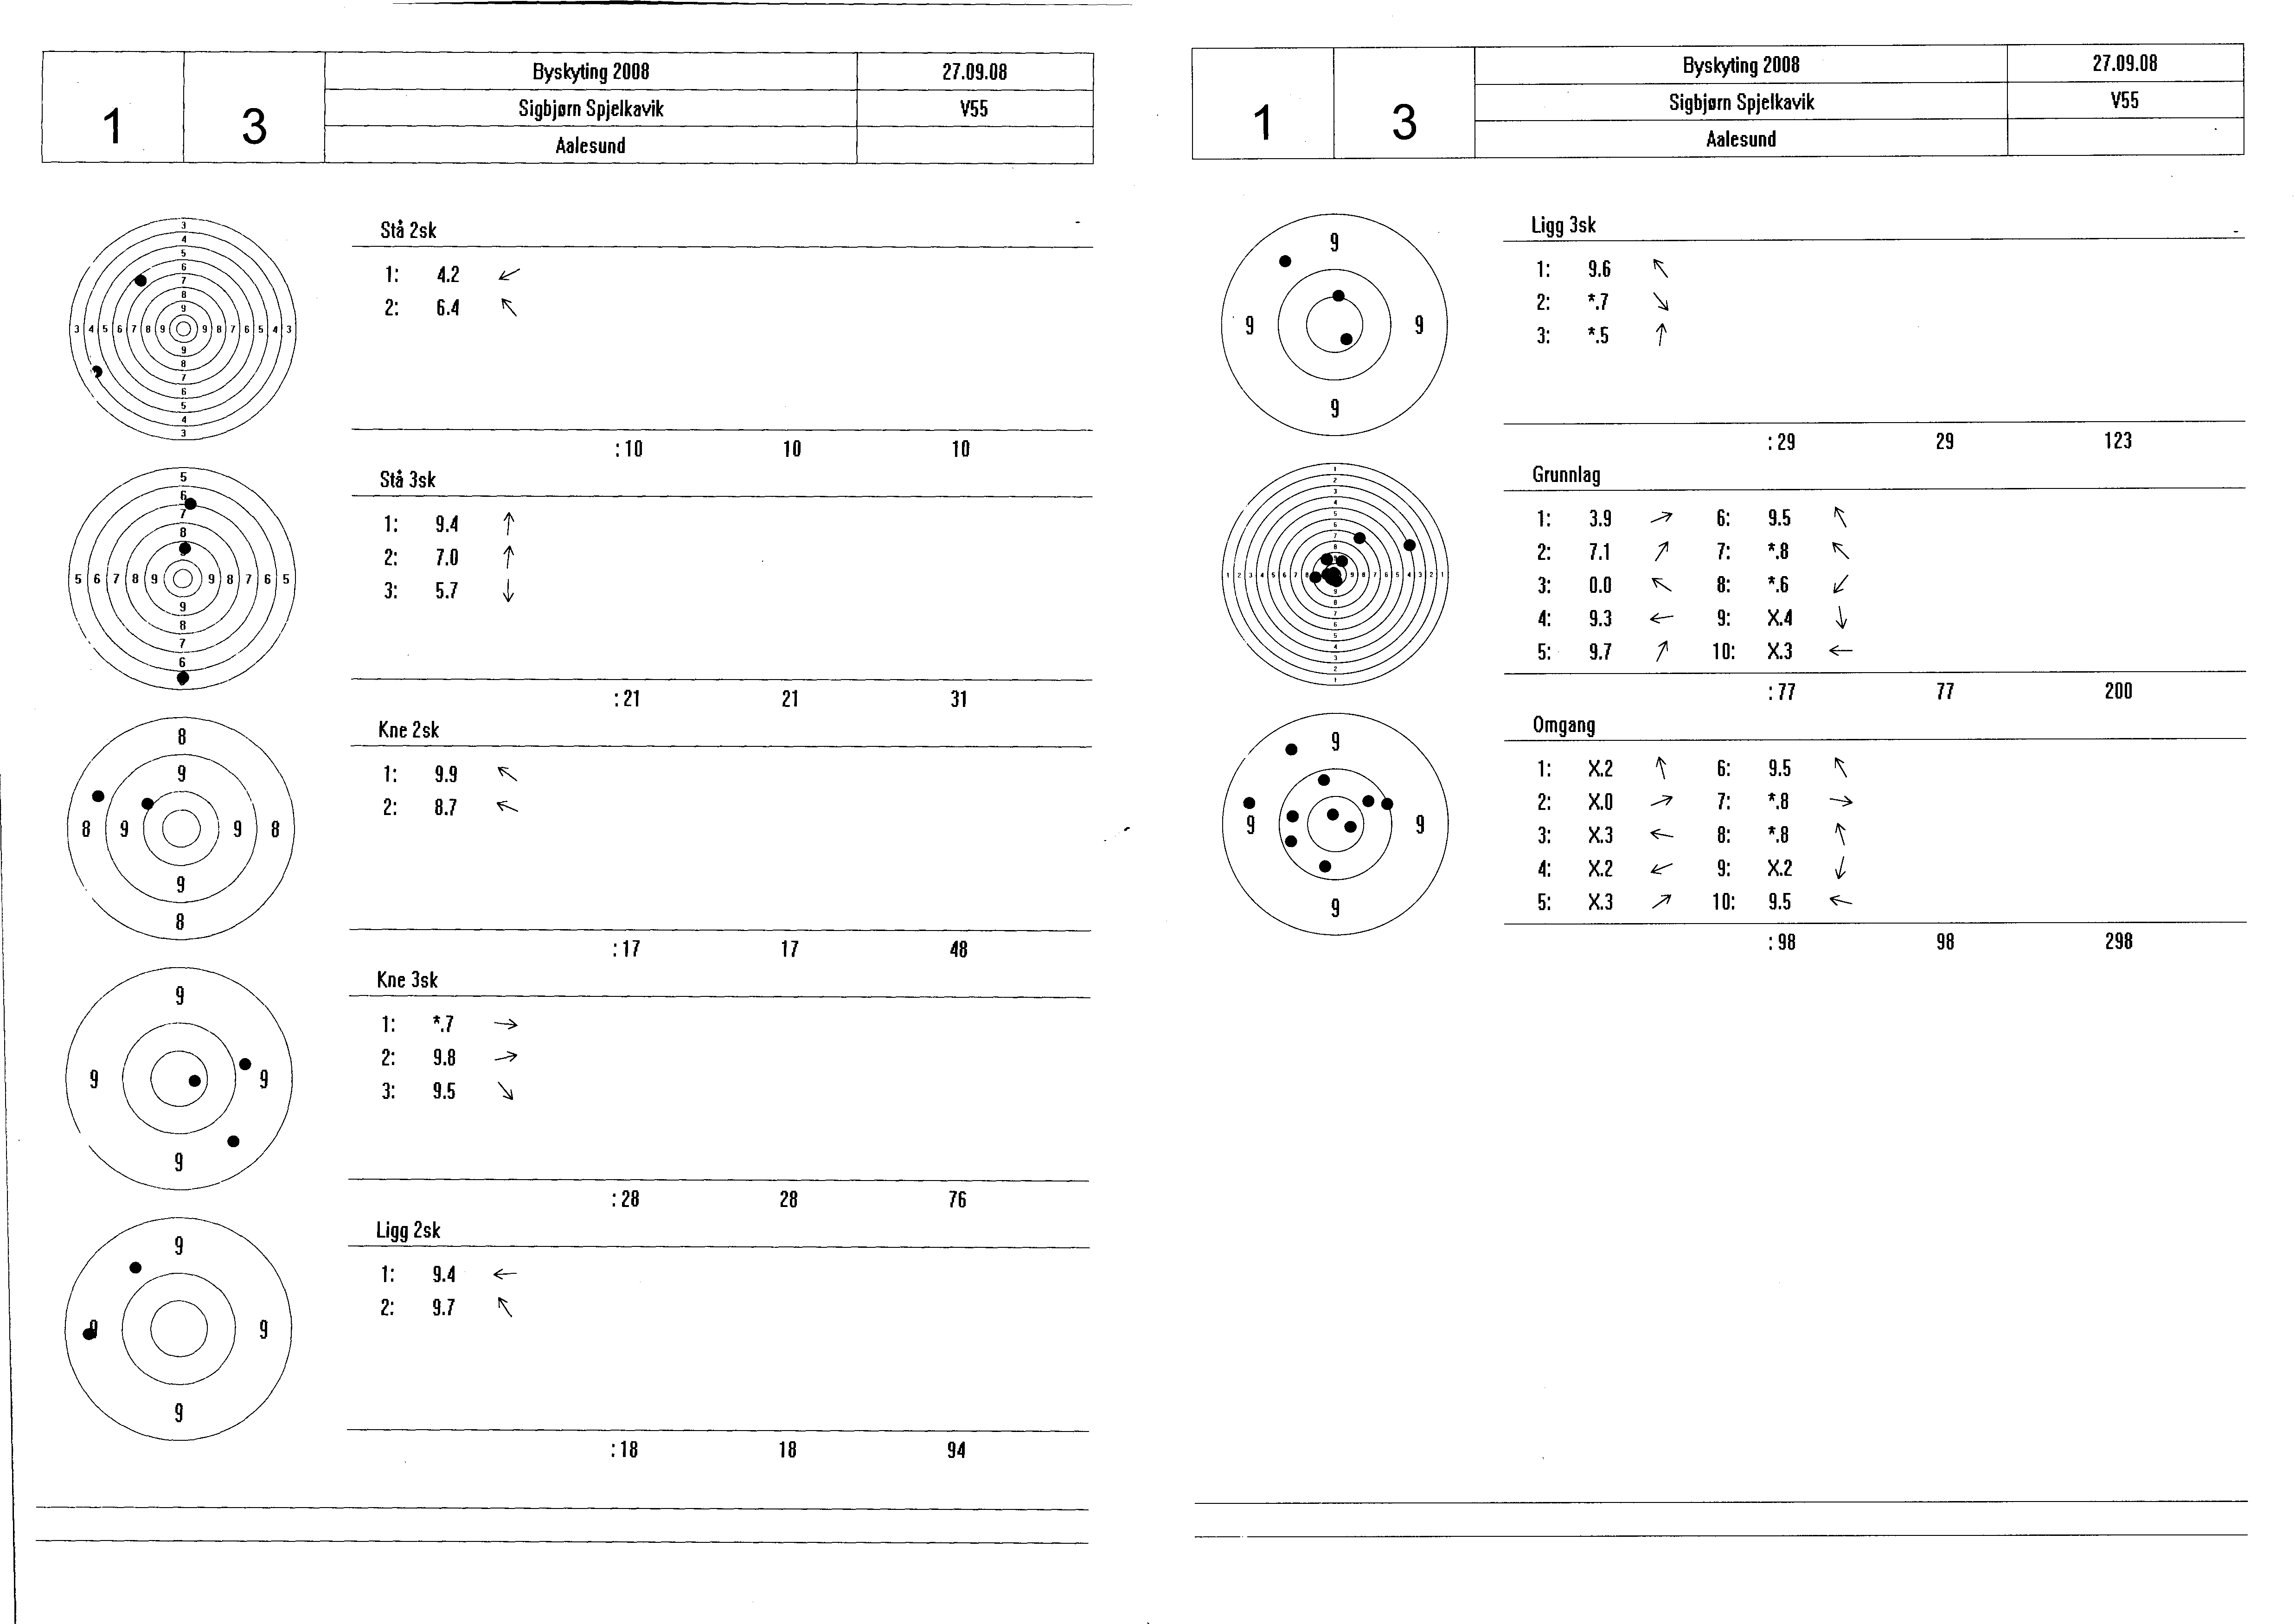 1 3 Byskyting 2008 27.09.08
Sigbjørn Spjelkavik V55
Aalesund
Stå 2sk
1: 4.2
2: 6.4
: 10 10 10
Stå 3sk
1: 9.4
2: 7.0
3: 5.7
: 21 21 31
Kne 2sk
1: 9.9
2: 8.7
: 17 17 48
Kne 3sk
1: *.7
2: 9.8
3: 9.5
: 28 28 76
Ligg 2sk
1: 9.4
2: 9.7
: 18 18 94
1 3 Byskyting 2008 27.09.08
Sigbjørn Spjelkavik V55
Aalesund
Ligg 3sk
1: 9.6
2: *.7
3: *.5
: 29 29 123
Grunnlag
1: 3.9 6: 9.5
2: 7.1 7: *.8
3: 0.0 8: *.6
4: 9.3 9: X.4
5: 9.7 10: X.3
: 77 77 200
Omgang
1: X.2 6: 9.5
2: X.0 7: *.8
3: X.3 8: *.8
4: X.2 9: X.2
5: X.3 10: 9.5
: 98 98 298